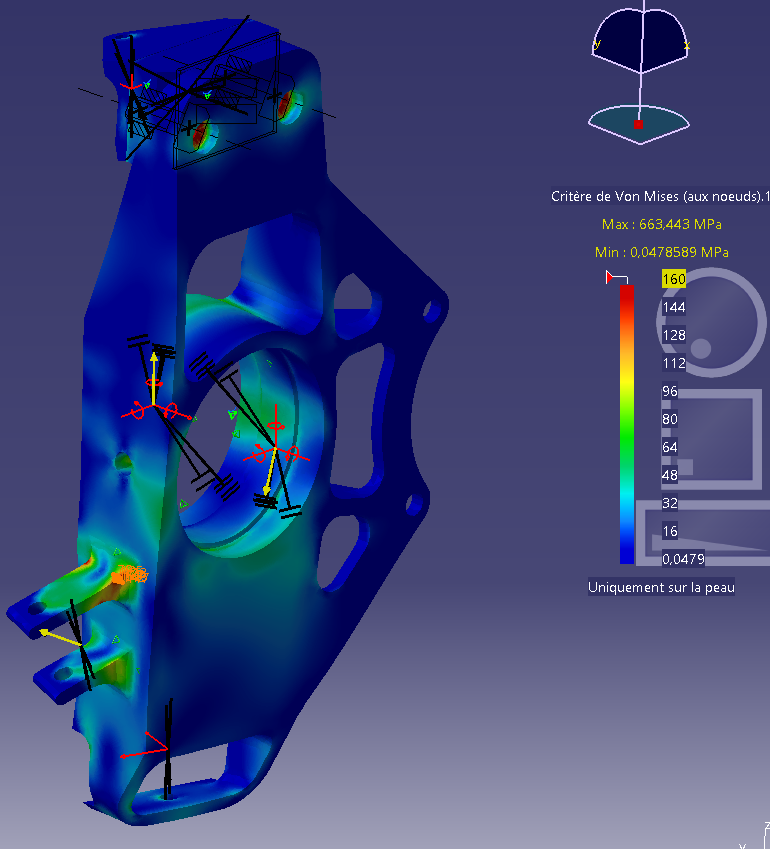 y
x
Critère de Von Mises (aux noeuds).1
Max : 663,443 MPa
Min : 0,0478589 MPa
160
144
128
112
96
80
64
48
32
16
0,0479
Uniquement sur la peau
z
y